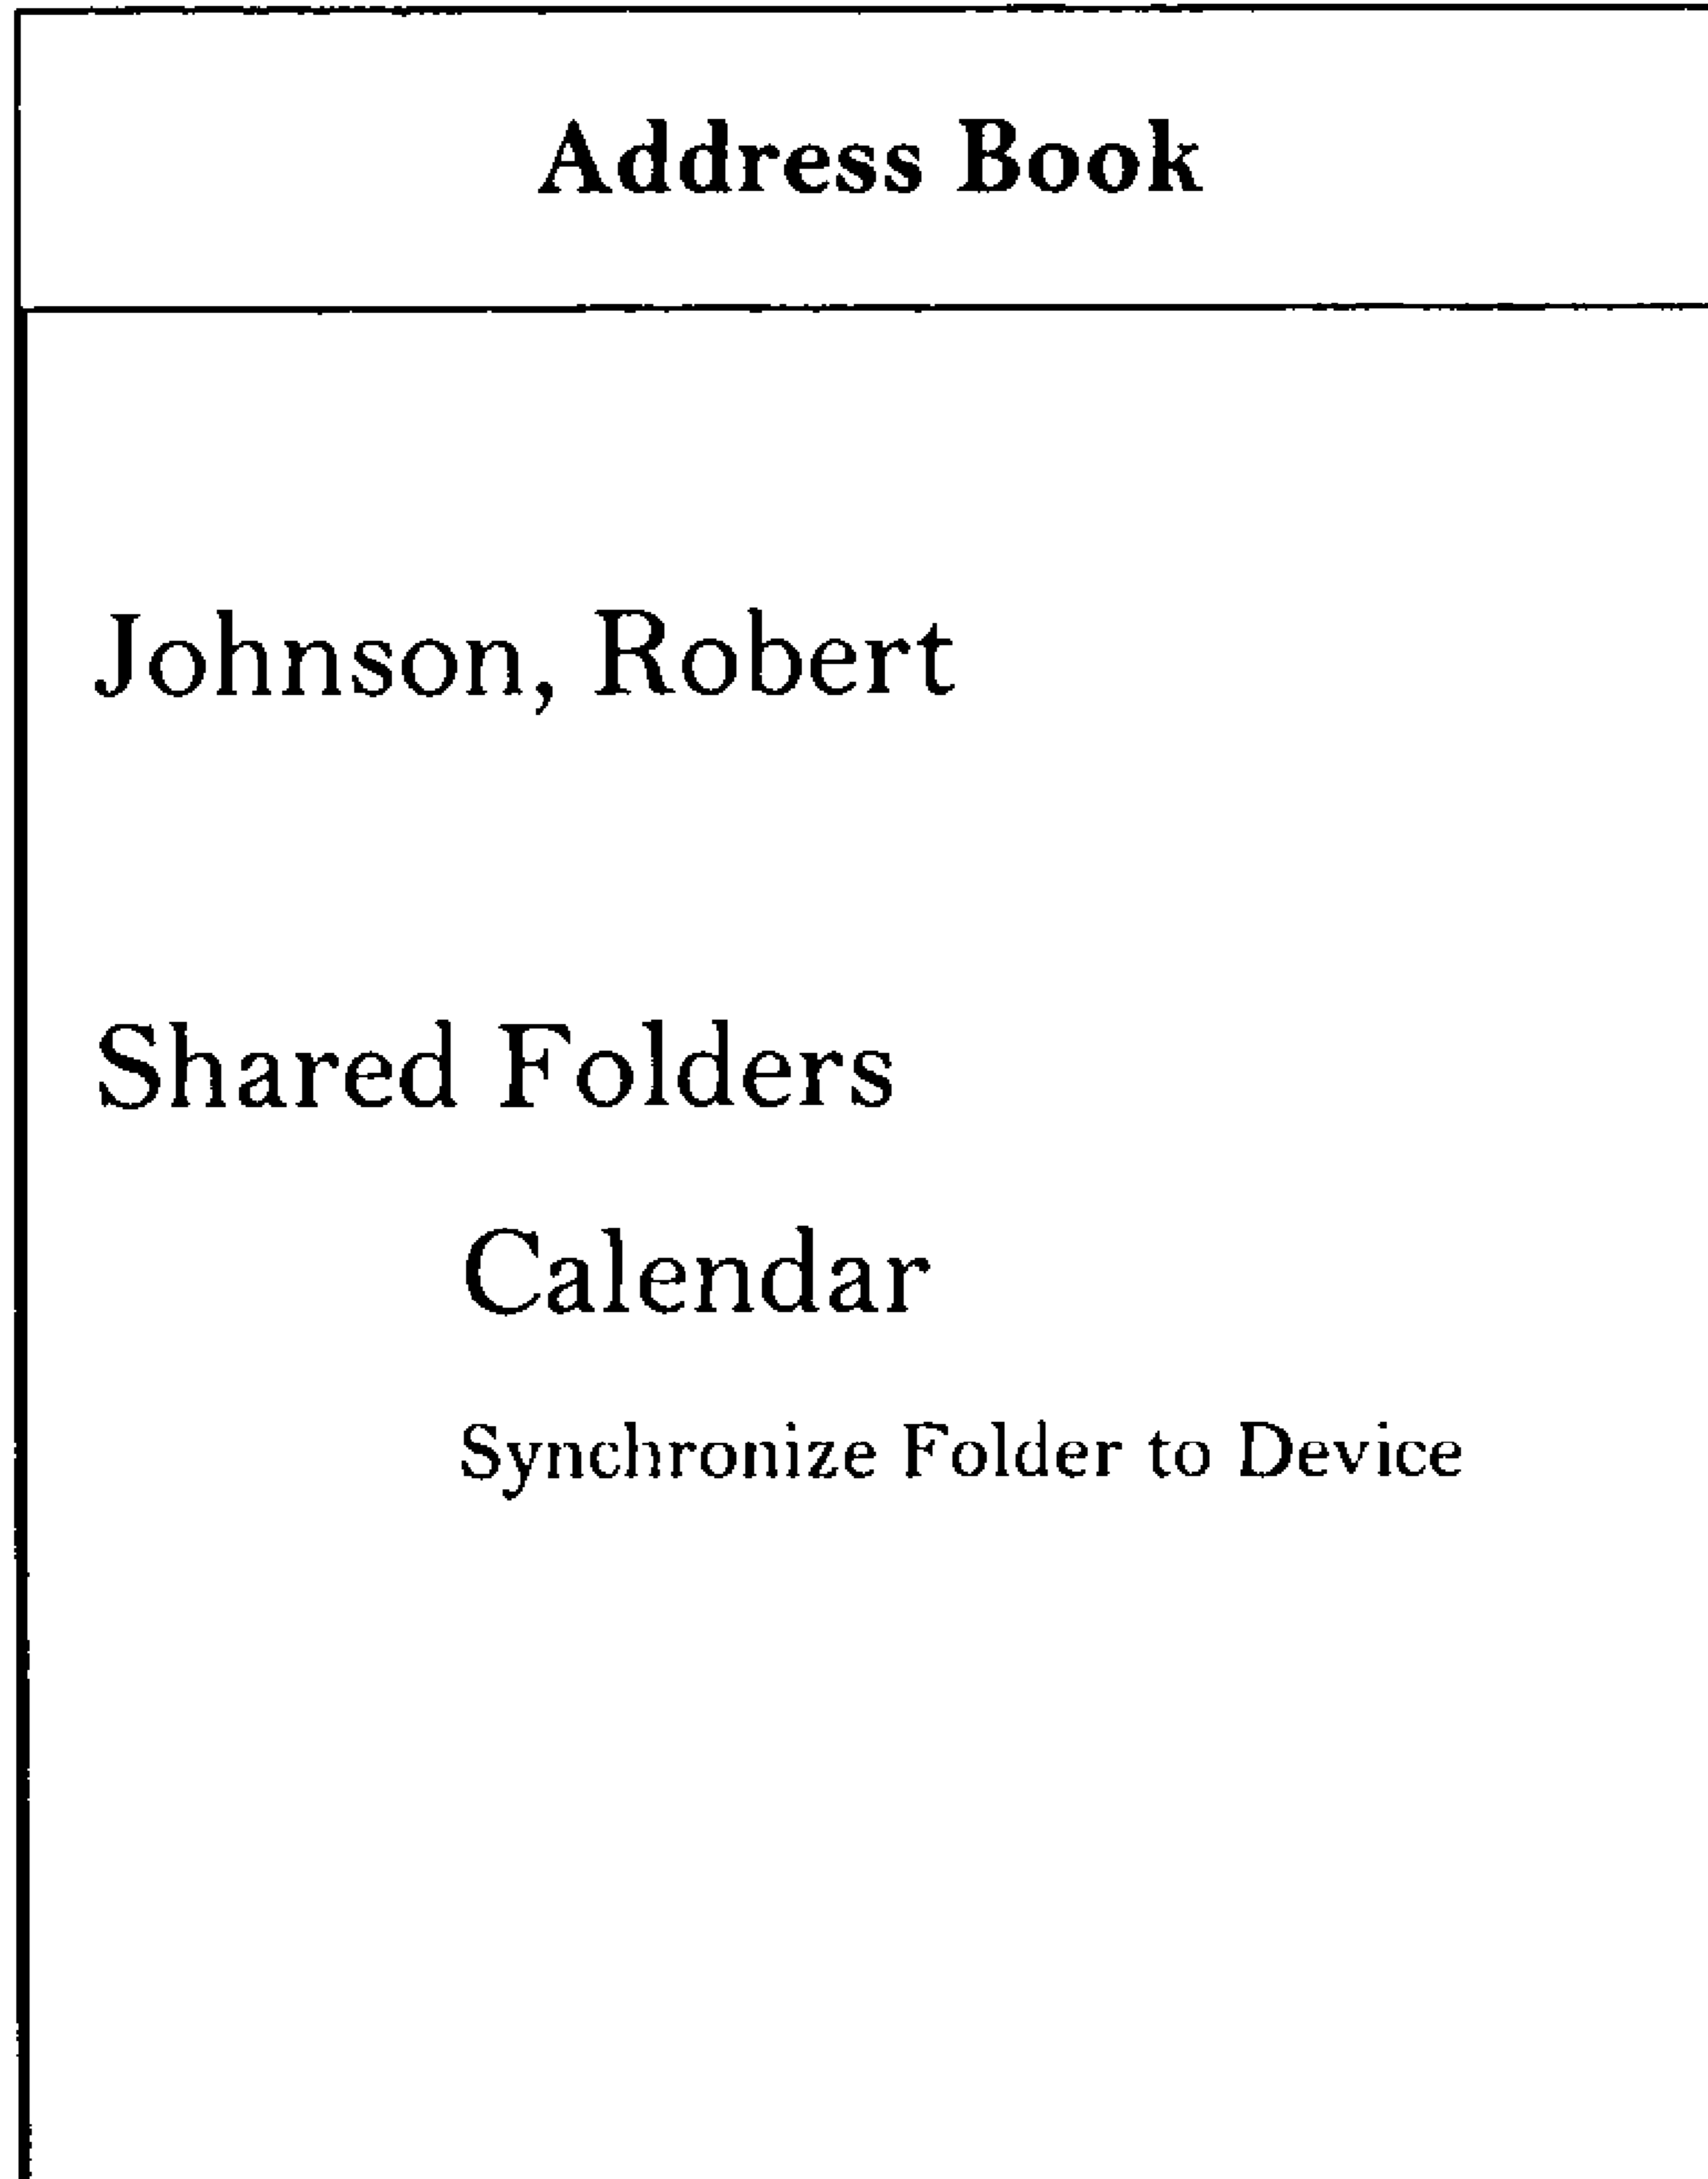 Address Book
Johnson, Robert
Shared Folders
Calendar
Synchronize Folder to Device